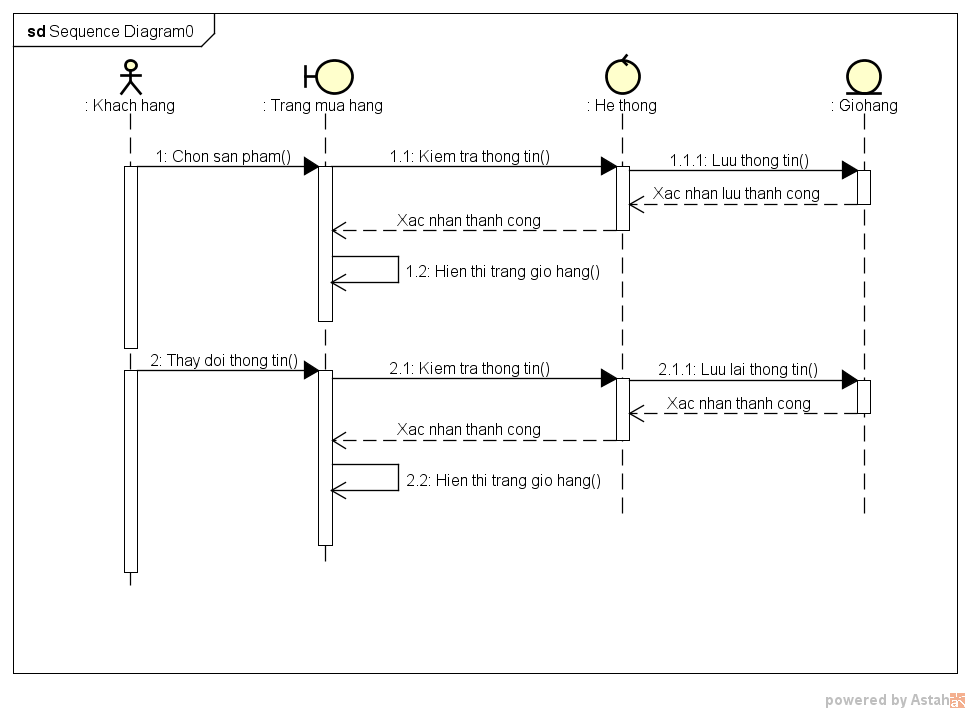 sd Sequence Diagram0
: Khach hang
: Trang mua hang
: He thong
: Giohang
1: Chon san pham()
1.1: Kiem tra thong tin()
1.1.1: Luu thong tin()
Xac nhan luu thanh cong
Xac nhan thanh cong
1.2: Hien thi trang gio hang()
2: Thay doi thong tin()
2.1: Kiem tra thong tin()
2.1.1: Luu lai thong tin()
Xac nhan thanh cong
Xac nhan thanh cong
2.2: Hien thi trang gio hang()
powered by Astah